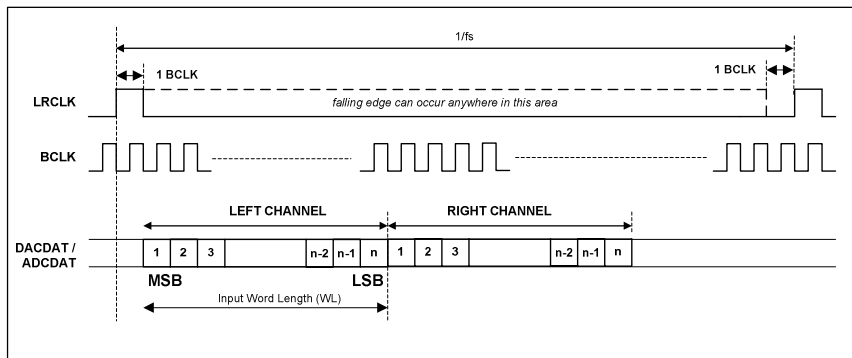 1/fs
1 BCLK
1 BCLK
LRCLK
falling edge can occur anywhere in this area
BCLK
LEFT CHANNEL
RIGHT CHANNEL
DACDAT /
ADCDAT
1 2 3 n-2 n-1 n 1 2 3 n-2 n-1 n
MSB LSB
Input Word Length (WL)